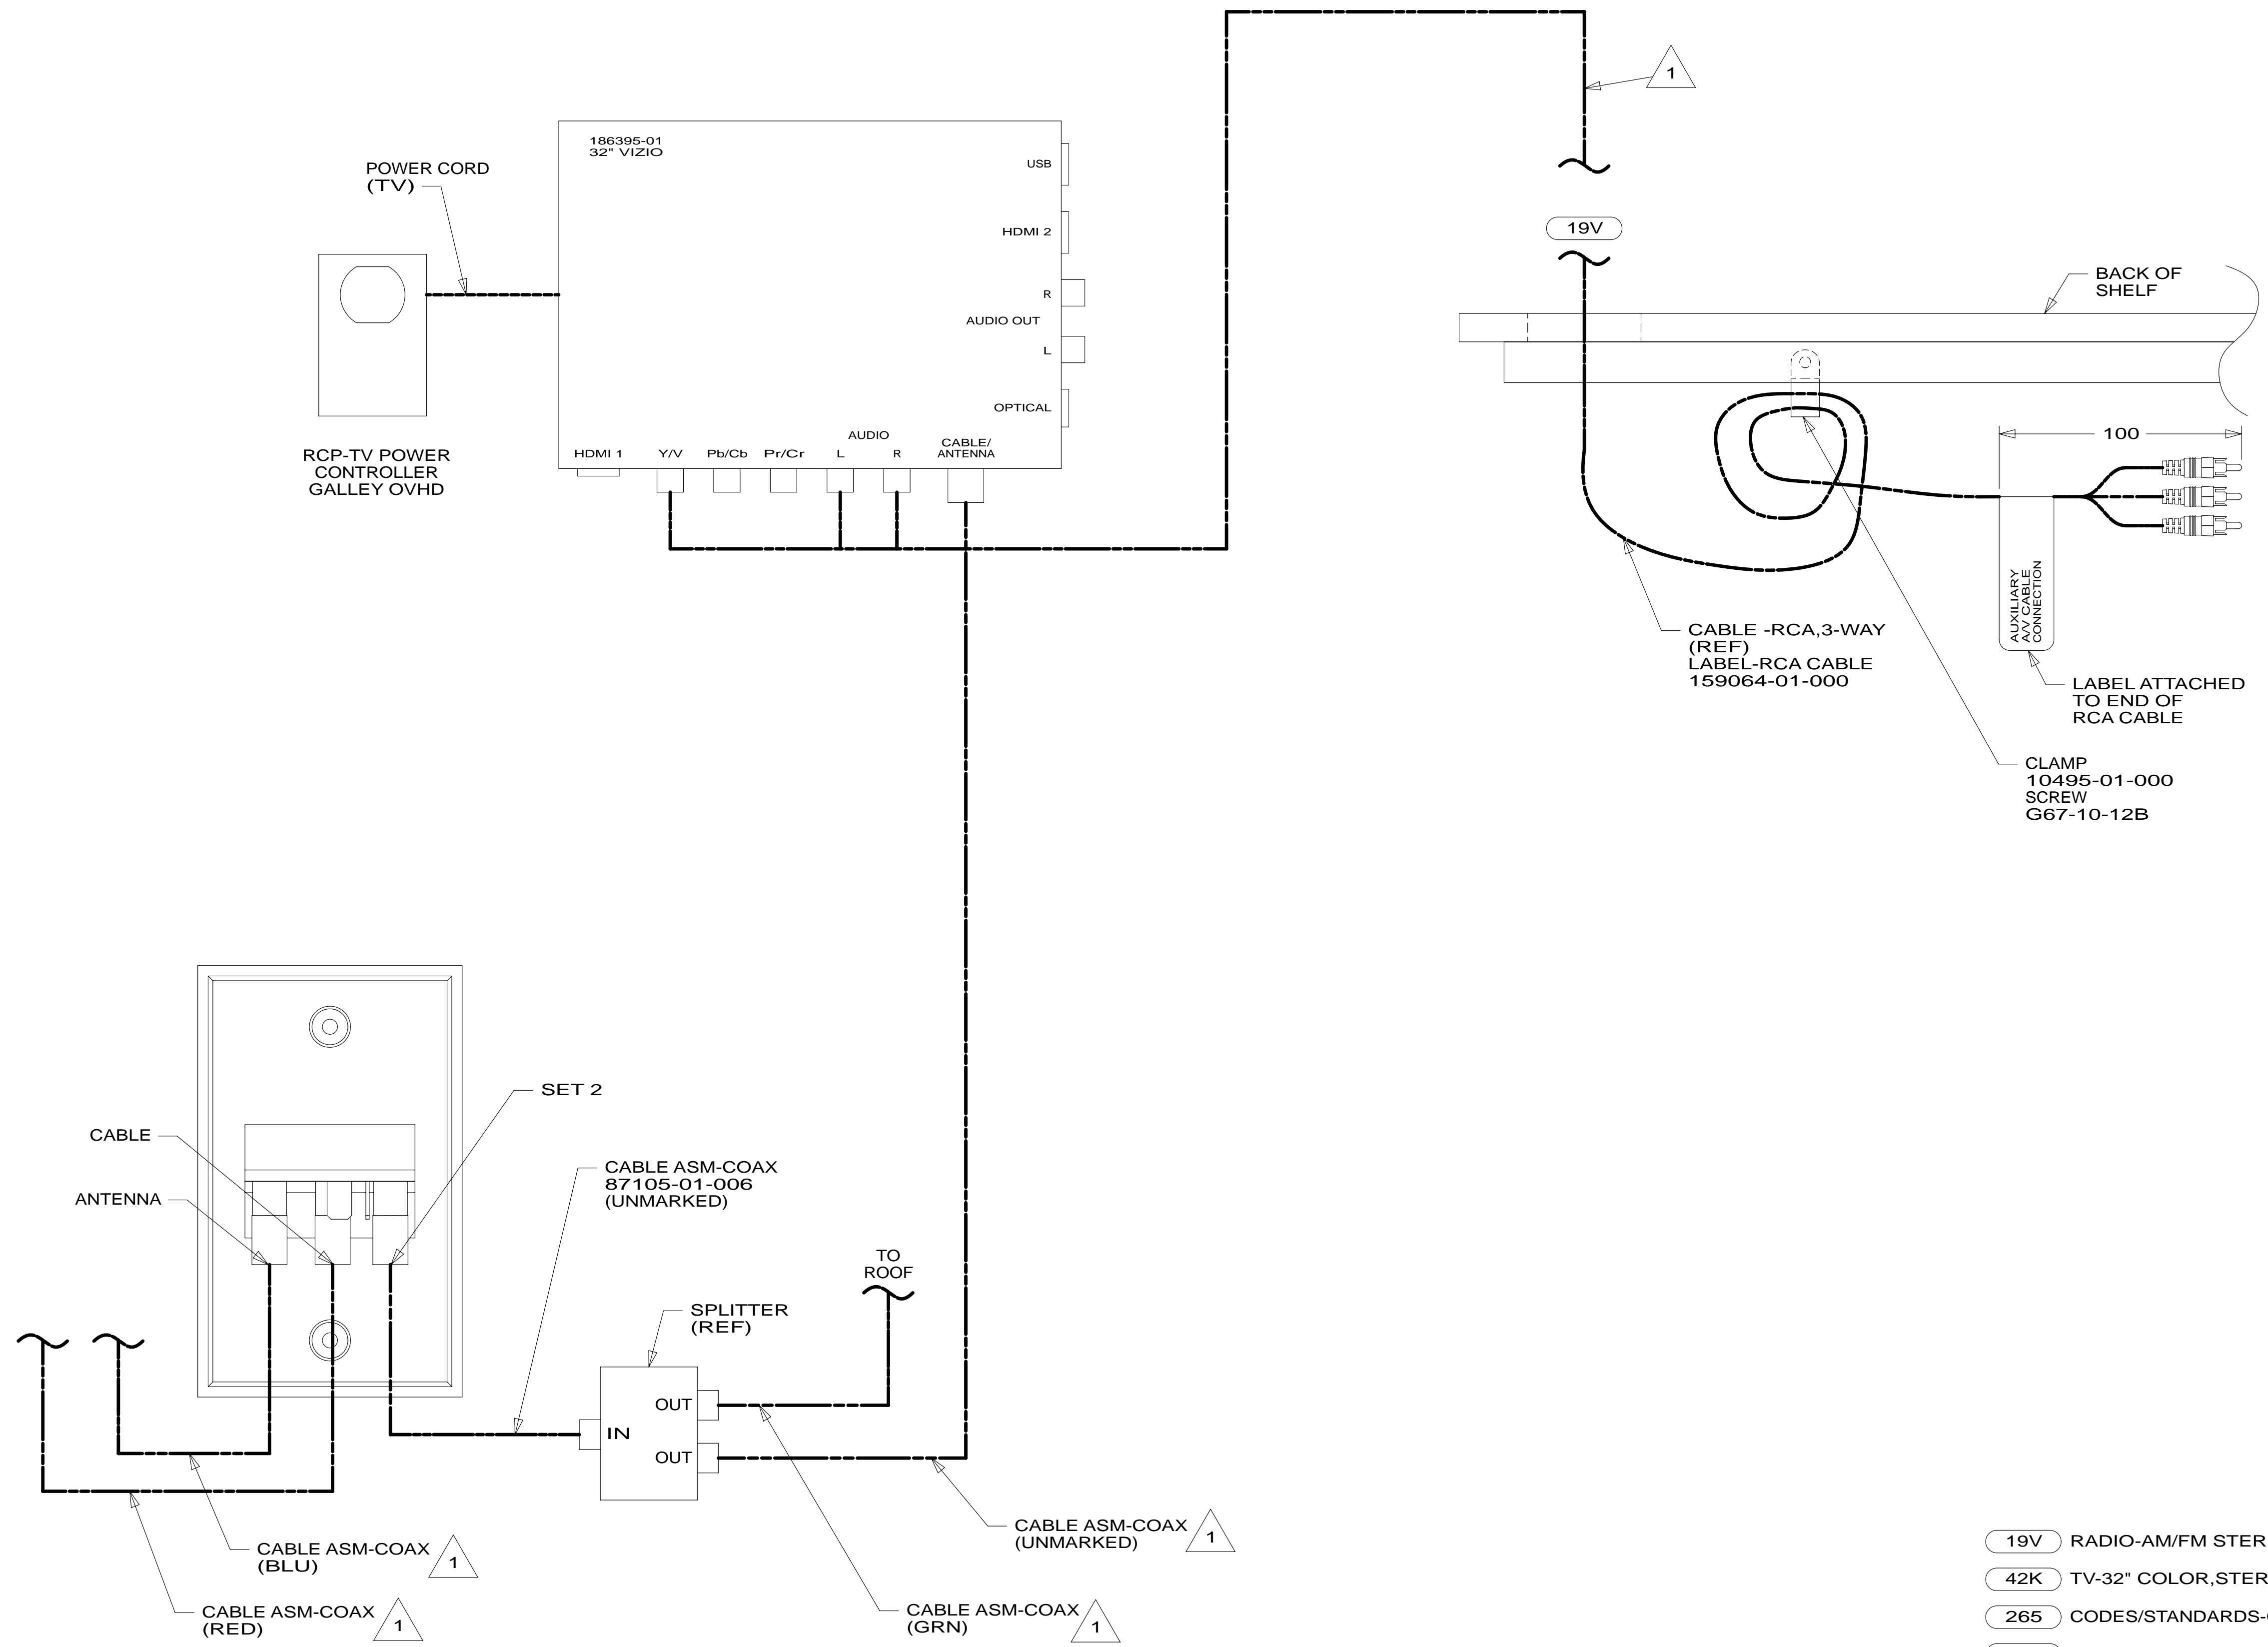 1
186395-01
32" VIZIO
USB
POWER CORD
(TV)
HDMI 2
19V
BACK OF
SHELF
R
AUDIO OUT
L
OPTICAL
AUDIO
HDMI 1
Y/V
Pb/Cb
Pr/Cr
L
R
CABLE/
ANTENNA
RCP-TV POWER
CONTROLLER
GALLEY OVHD
100
AUXILIARY
A/V CABLE
CONNECTION
CABLE -RCA,3-WAY
(REF)
LABEL-RCA CABLE
159064-01-000
LABEL ATTACHED
TO END OF
RCA CABLE
CLAMP
10495-01-000
SCREW
G67-10-12B
SET 2
CABLE
ANTENNA
CABLE ASM-COAX
87105-01-006
(UNMARKED)
TO
ROOF
SPLITTER
(REF)
OUT
IN
OUT
CABLE ASM-COAX
(UNMARKED)
1
CABLE ASM-COAX
(BLU)
1
CABLE ASM-COAX
(RED)
1
CABLE ASM-COAX
(GRN)
1
19V RADIO-AM/FM STER
42K TV-32" COLOR,STER
265 CODES/STANDARDS-